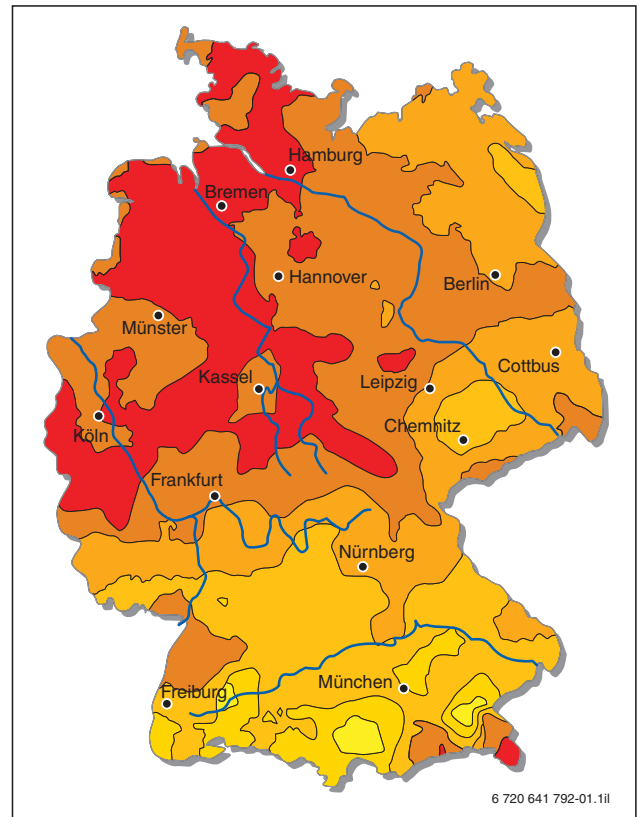 Hamburg
Bremen
Hannover
Berlin
Münster
Cottbus
Kassel
Leipzig
Köln
Chemnitz
Frankfurt
Nürnberg
München
Freiburg
6 720 641 792-01.1il